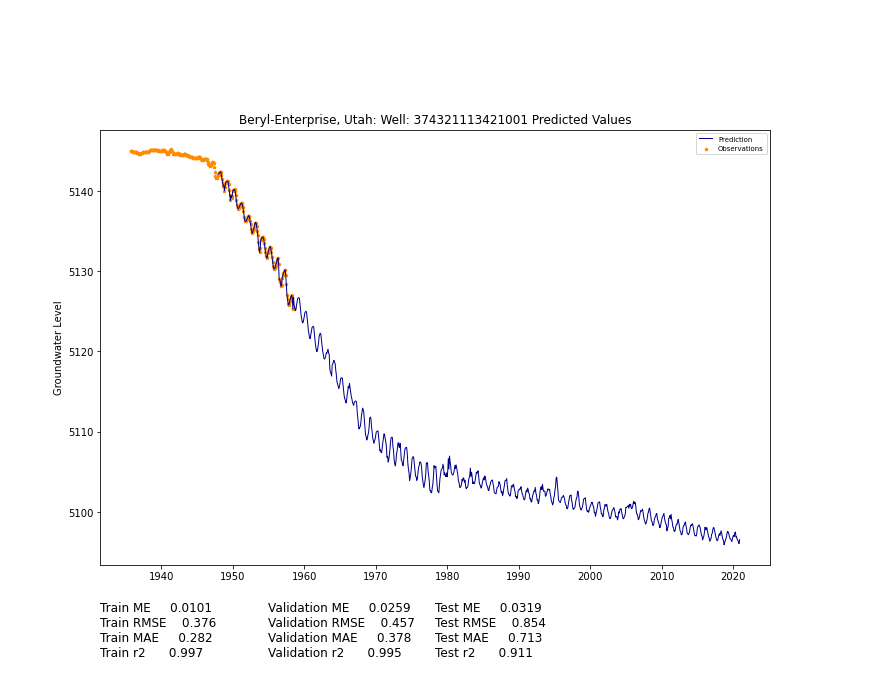 Beryl-Enterprise, Utah: Well: 374321113421001 Predicted Values
Prediction
Observations
Groundwater Level
5140
5130
5120
5110
5100
1940 1950 1960 1970 1980 1990 2000 2010 2020
Train ME 0.0101 Validation ME 0.0259 Test ME 0.0319
Train RMSE 0.376 Validation RMSE 0.457 Test RMSE 0.854
Train MAE 0.282 Validation MAE 0.378 Test MAE 0.713
Train r2 0.997 Validation r2 0.995 Test r2 0.911